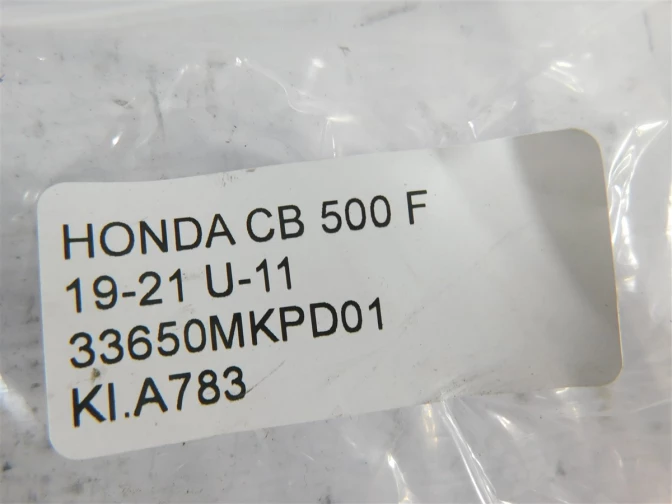 HONDA CB 500 F
19-21 U-11
33650MKPD01
KI.A783